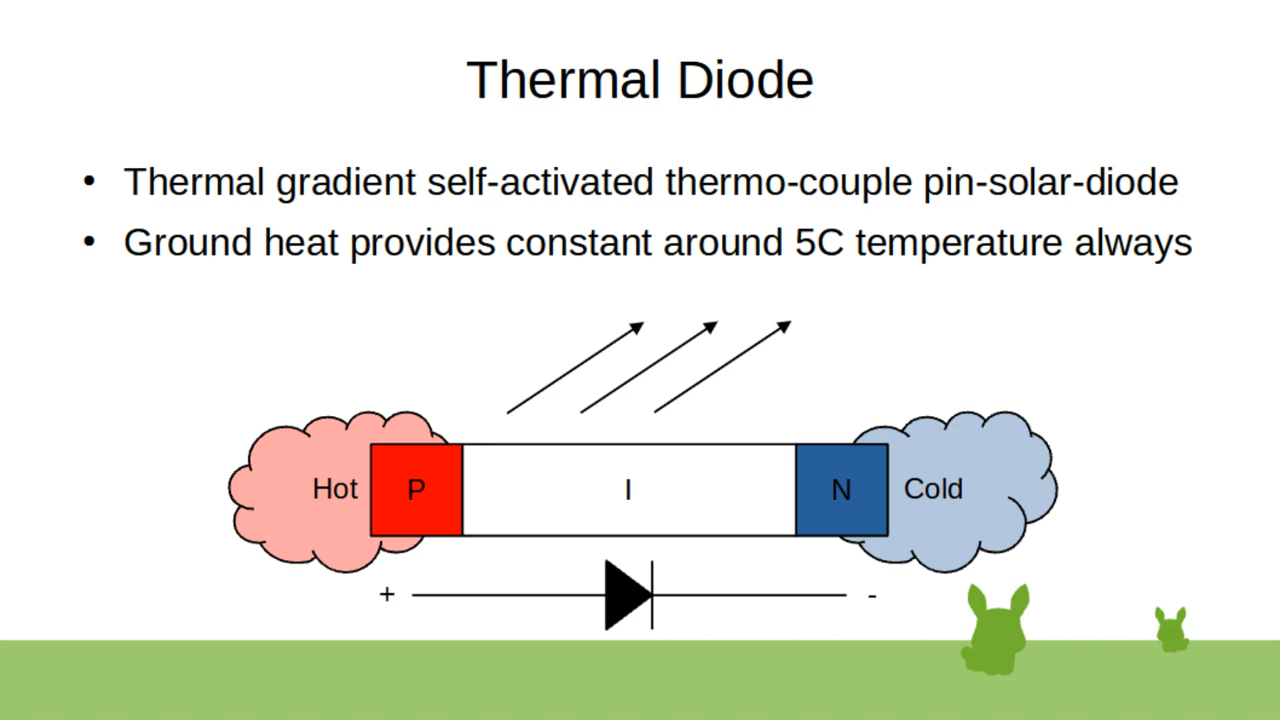 Thermal Diode
• Thermal gradient self-activated thermo-couple pin-solar-diode
• Ground heat provides constant around 5C temperature always
Hot P I N Cold
+ -